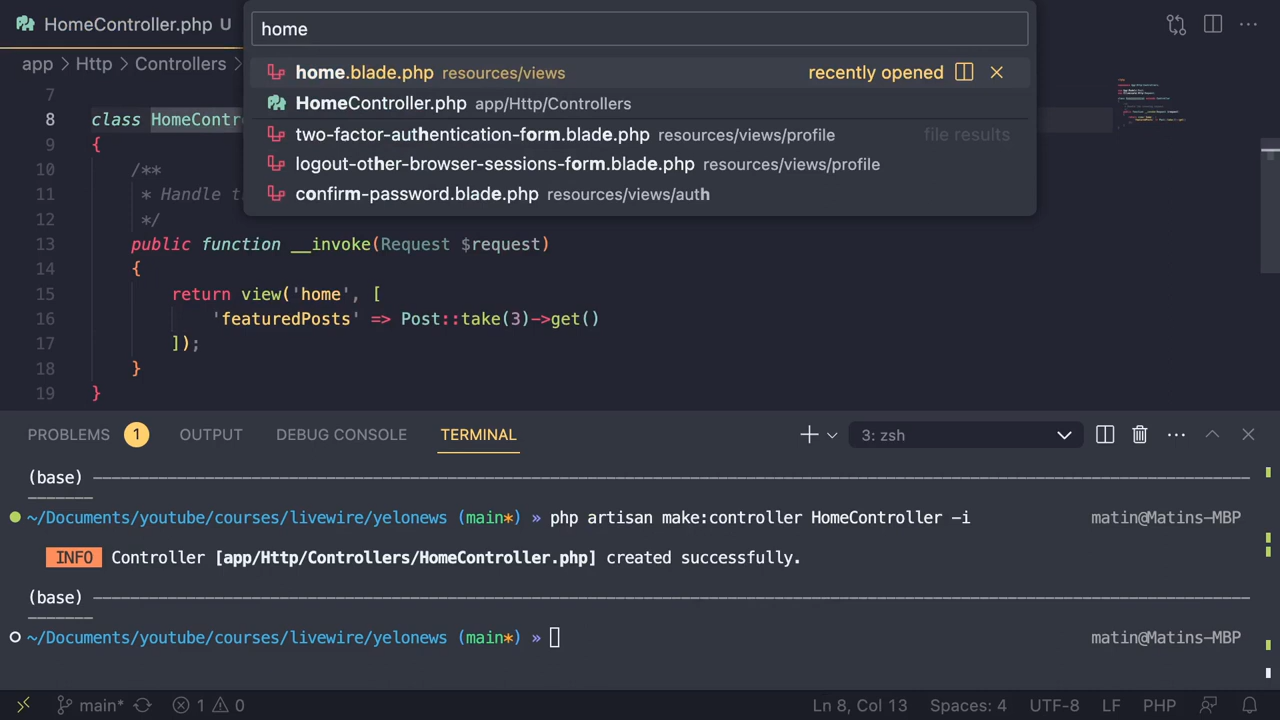 HomeController.php U
home
app > Http > Controllers >
home.blade.php resources/views recently opened
HomeController.php app/Http/Controllers
two-factor-authentication-form.blade.php resources/views/profile file results
logout-other-browser-sessions-form.blade.php resources/views/profile
confirm-password.blade.php resources/views/auth
7
8 class HomeContr
9 {
10 /**
11 * Handle t
12 */
13 public function __invoke(Request $request)
14 {
15 return view('home', [
16 'featuredPosts' => Post::take(3)->get()
17 ]);
18 }
19 }
PROBLEMS 1 OUTPUT DEBUG CONSOLE TERMINAL 3: zsh
(base)
~/Documents/youtube/courses/livewire/yelonews (main*) » php artisan make:controller HomeController -i matin@Matins-MBP
INFO Controller [app/Http/Controllers/HomeController.php] created successfully.
(base)
~/Documents/youtube/courses/livewire/yelonews (main*) » matin@Matins-MBP
main* 1 0 Ln 8, Col 13 Spaces: 4 UTF-8 LF PHP